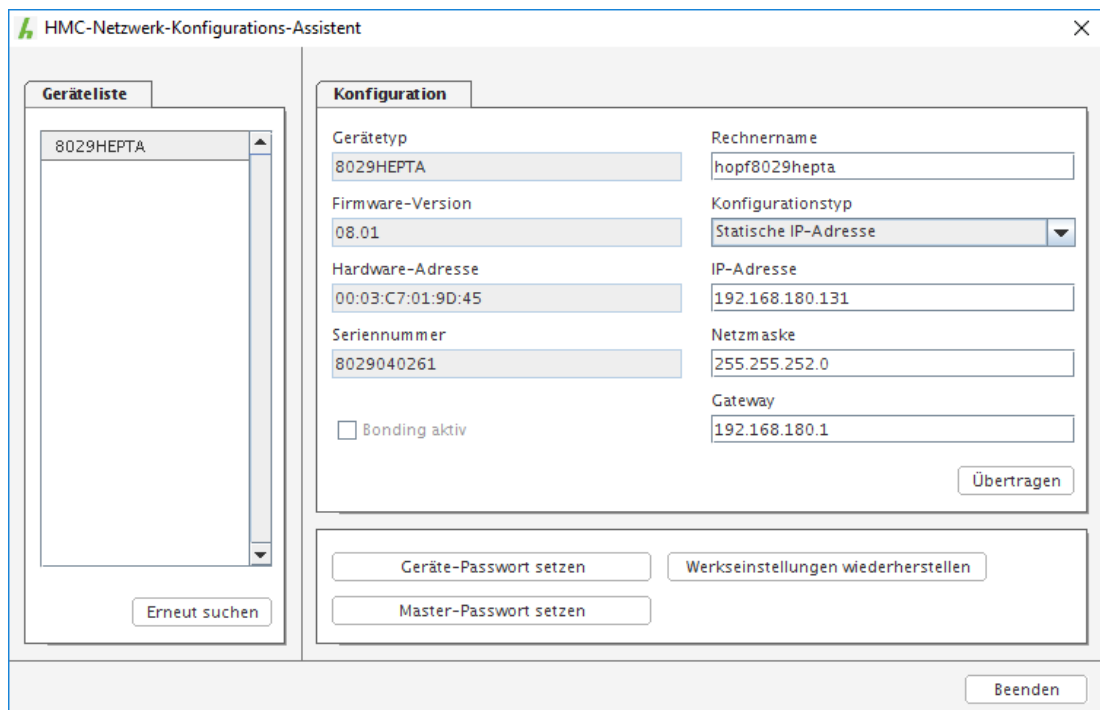 HMC-Netzwerk-Konfigurations-Assistent
Geräteliste
8029HEPTA
Erneut suchen
Konfiguration
Gerätetyp
8029HEPTA
Firmware-Version
08.01
Hardware-Adresse
00:03:C7:01:9D:45
Seriennummer
8029040261
Bonding aktiv
Rechnername
hopf8029hepta
Konfigurationstyp
Statische IP-Adresse
IP-Adresse
192.168.180.131
Netzmaske
255.255.252.0
Gateway
192.168.180.1
Übertragen
Geräte-Passwort setzen
Werkseinstellungen wiederherstellen
Master-Passwort setzen
Beenden